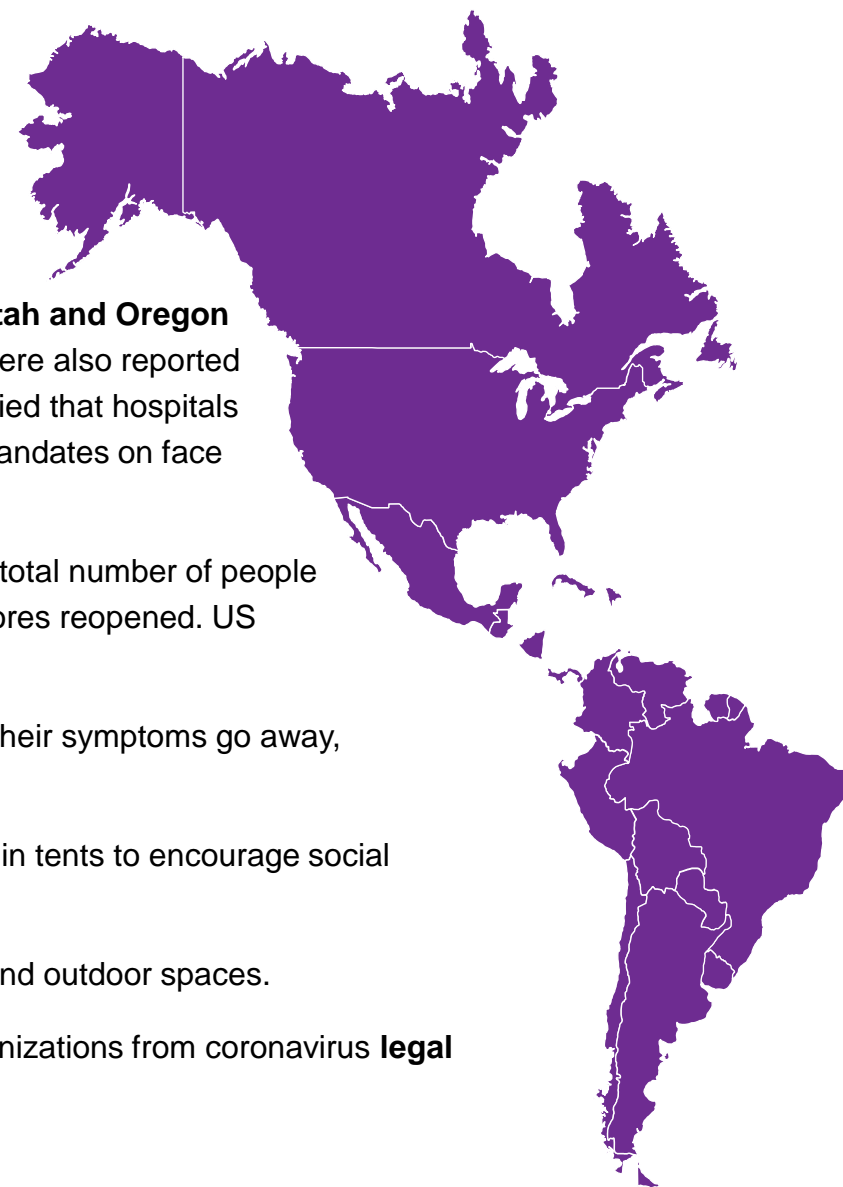 tah and Oregon
ere also reported
ied that hospitals
andates on face
total number of people
ores reopened. US
heir symptoms go away,
in tents to encourage social
nd outdoor spaces.
nizations from coronavirus legal